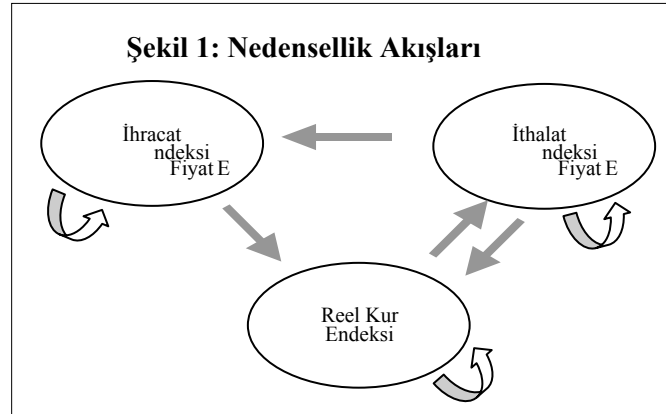 Şekil 1: Nedensellik Akışları
İhracat
ndeksi
Fiyat E
İthalat
ndeksi
Fiyat E
Reel Kur
Endeksi